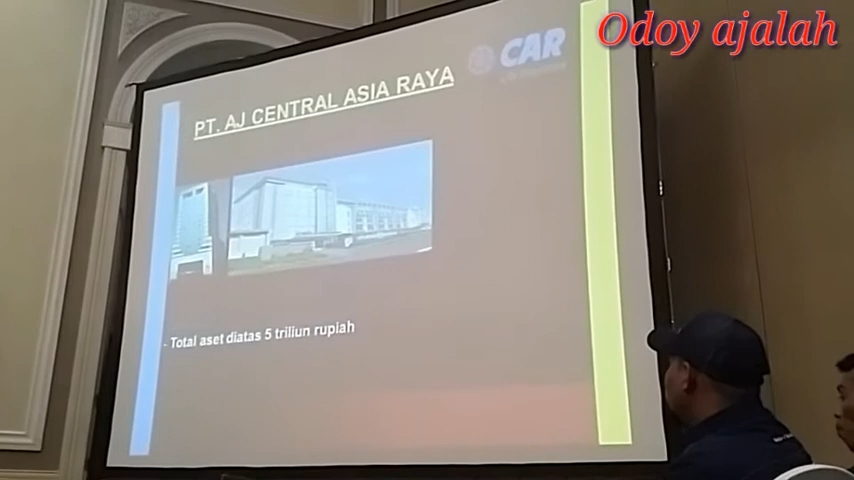 Odoy ajalah
CAR
PT. AJ CENTRAL ASIA RAYA
- Total aset diatas 5 triliun rupiah